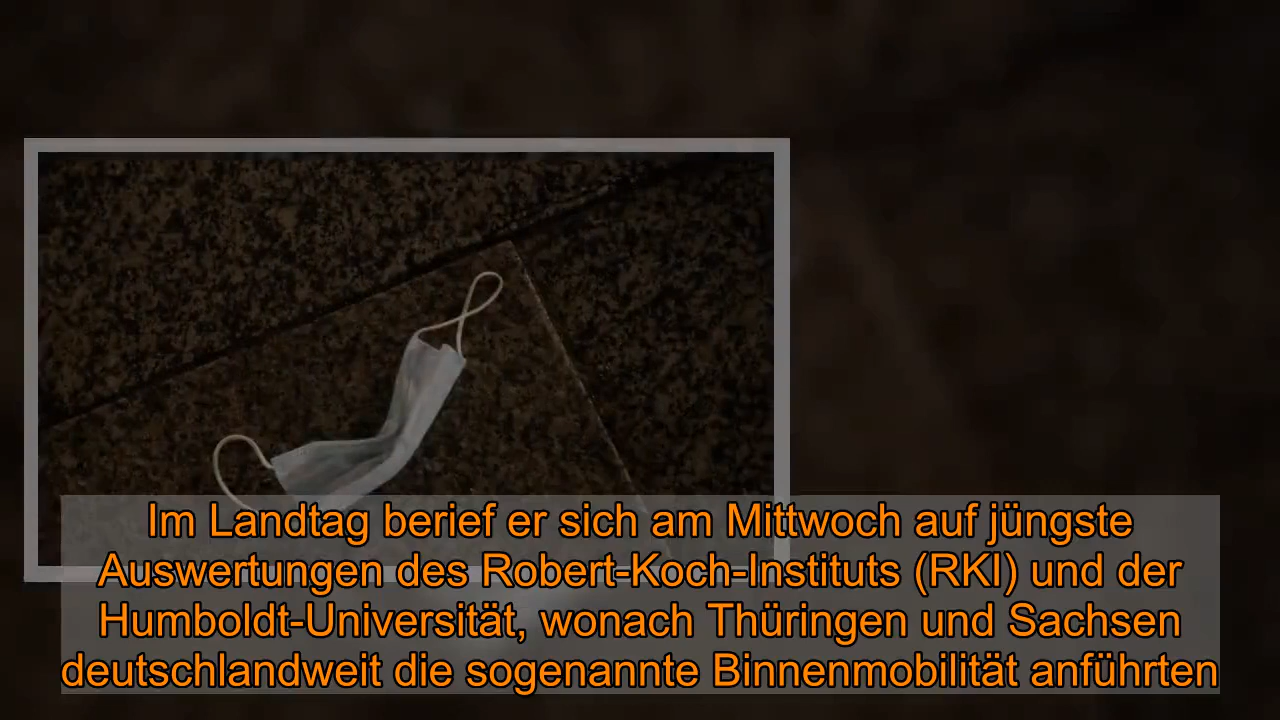 Im Landtag berief er sich am Mittwoch auf jüngste
Auswertungen des Robert-Koch-Instituts (RKI) und der
Humboldt-Universität, wonach Thüringen und Sachsen
deutschlandweit die sogenannte Binnenmobilität anführten